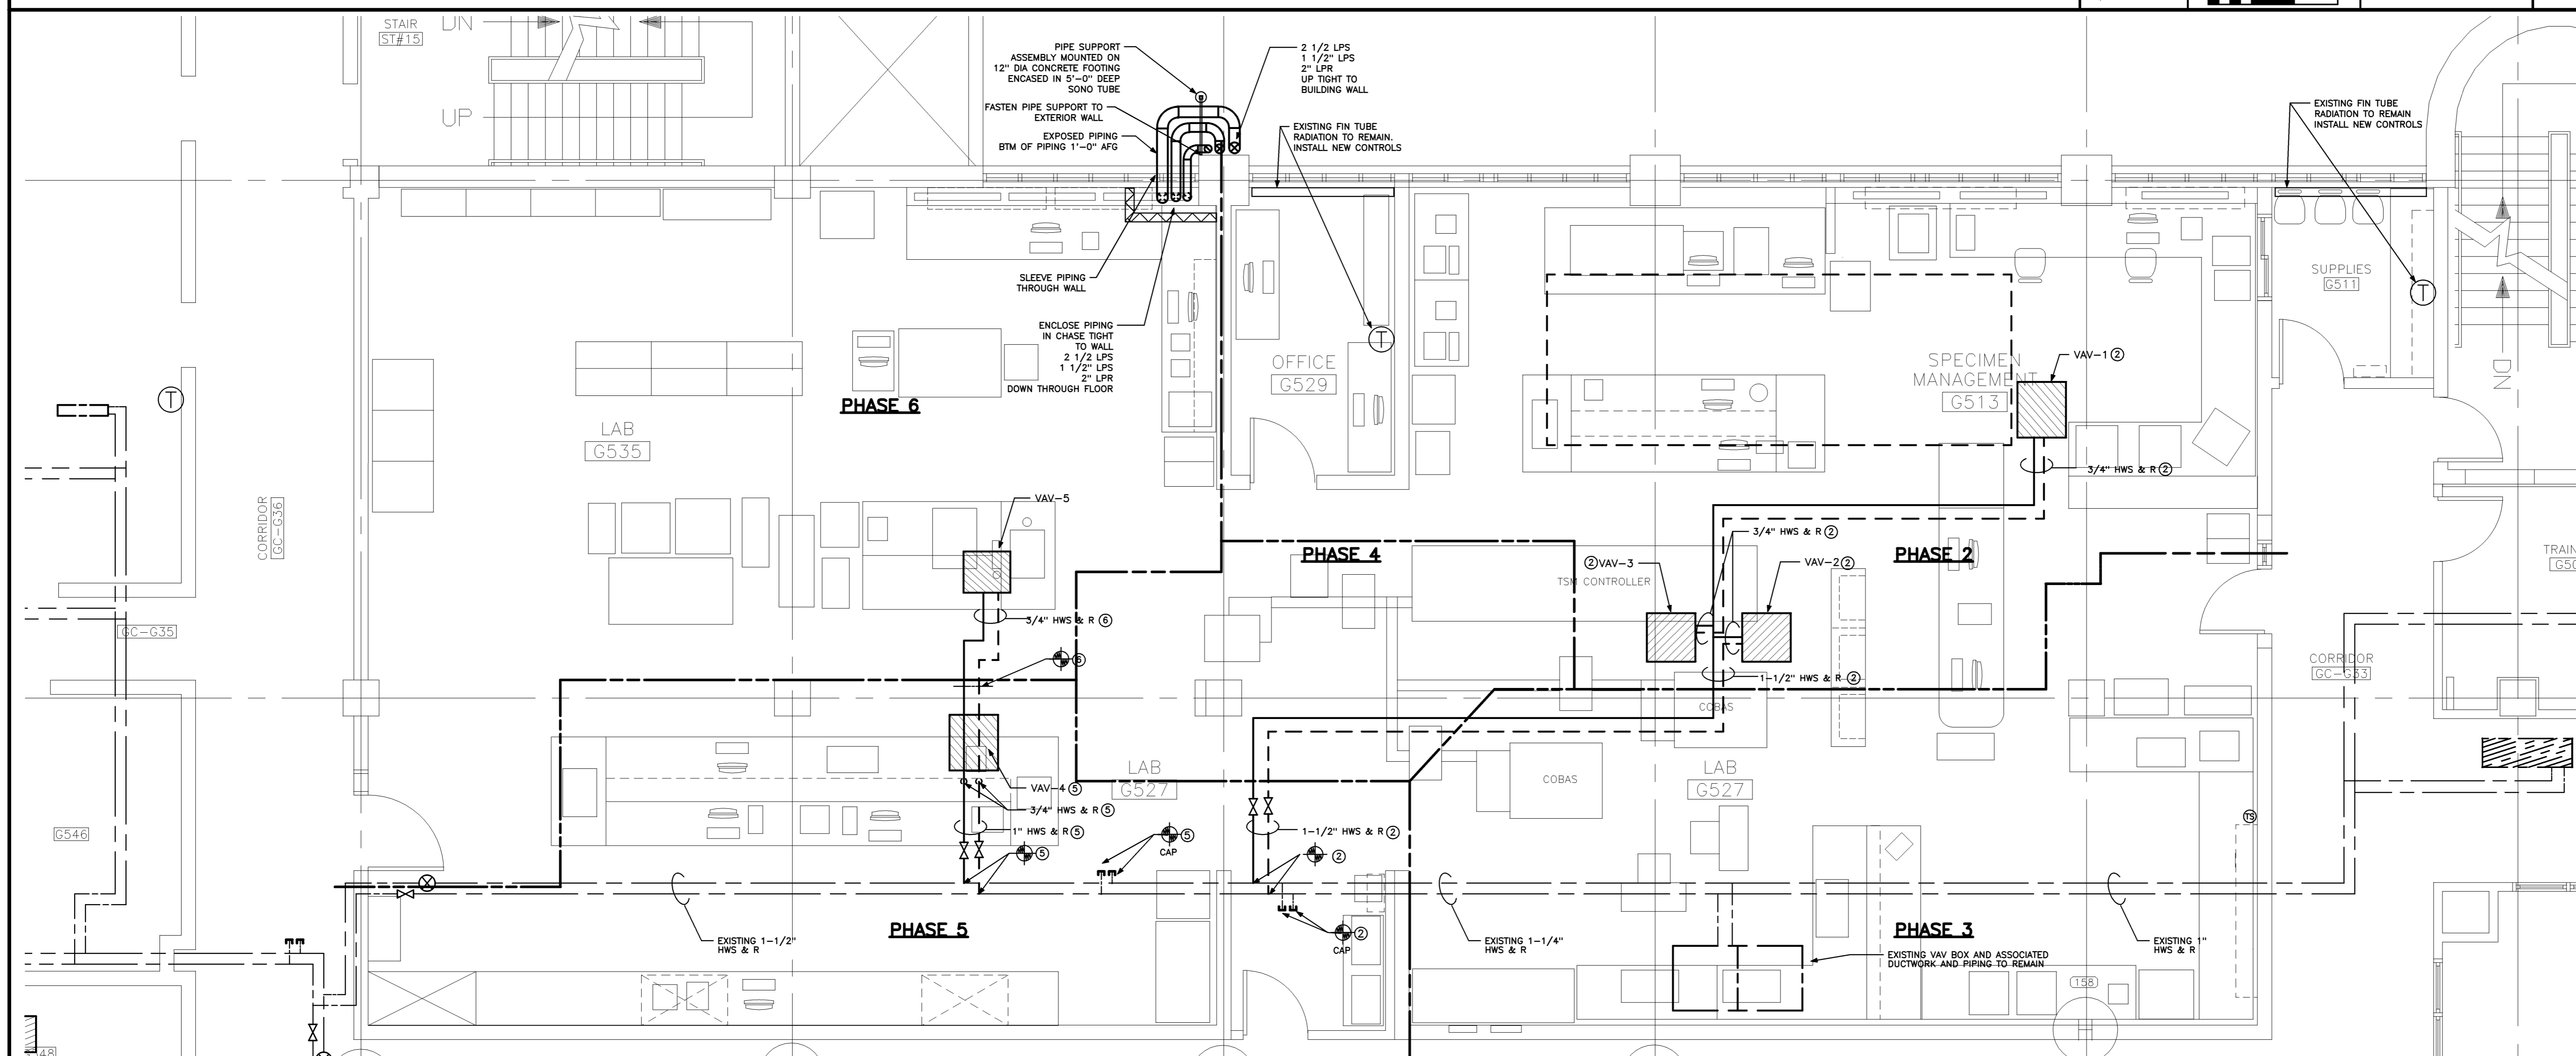 STAIR
ST#15
DN
UP
PIPE SUPPORT
ASSEMBLY MOUNTED ON
12" DIA CONCRETE FOOTING
ENCASED IN 5'-0" DEEP
SONO TUBE
FASTEN PIPE SUPPORT TO
EXTERIOR WALL
EXPOSED PIPING
BTM OF PIPING 1'-0" AFG
2 1/2 LPS
1 1/2" LPS
2" LPR
UP TIGHT TO
BUILDING WALL
EXISTING FIN TUBE
RADIATION TO REMAIN.
INSTALL NEW CONTROLS
EXISTING FIN TUBE
RADIATION TO REMAIN
INSTALL NEW CONTROLS
SLEEVE PIPING
THROUGH WALL
ENCLOSE PIPING
IN CHASE TIGHT
TO WALL
2 1/2 LPS
1 1/2" LPS
2" LPR
DOWN THROUGH FLOOR
SUPPLIES
G511
T
T
T
OFFICE
G529
SPECIMEN
MANAGEMENT
G513
VAV-1 2
DN
PHASE 6
LAB
G535
3/4" HWS & R 2
CORRIDOR
GC-G36
VAV-5
3/4" HWS & R 2
PHASE 4
PHASE 2
2 VAV-3
VAV-2 2
TSM CONTROLLER
TRAIN
G50
3/4" HWS & R 6
GC-G35
6
CORRIDOR
GC-G33
1-1/2" HWS & R 2
COBAS
LAB
G527
COBAS
LAB
G527
VAV-4 5
3/4" HWS & R 5
TS
G546
1" HWS & R 5
5
CAP
1-1/2" HWS & R 2
5
2
EXISTING 1-1/2"
HWS & R
PHASE 5
2
CAP
EXISTING 1-1/4"
HWS & R
PHASE 3
EXISTING VAV BOX AND ASSOCIATED
DUCTWORK AND PIPING TO REMAIN
EXISTING 1"
HWS & R
158